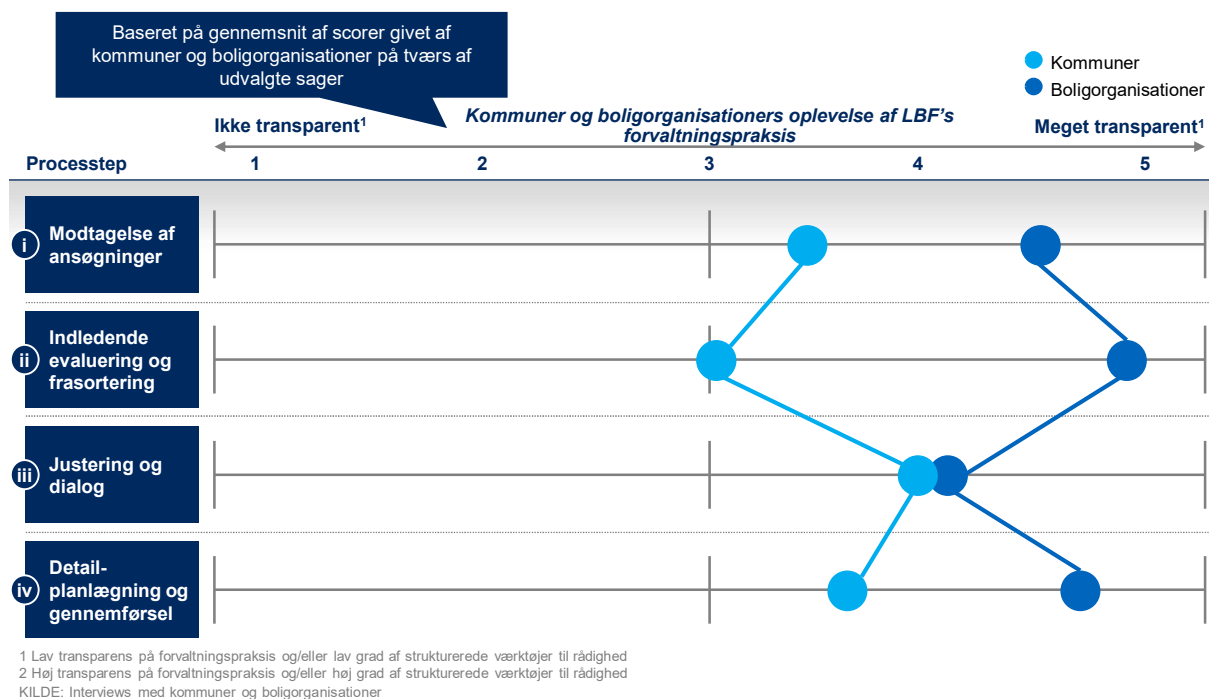 Baseret på gennemsnit af scorer givet af
kommuner og boligorganisationer på tværs af
udvalgte sager
Kommuner
Boligorganisationer
Ikke transparent¹
Kommuner og boligorganisationers oplevelse af LBF's
forvaltningspraksis
Meget transparent¹
Processtep
1
2
3
4
5
i
Modtagelse af
ansøgninger
ii
Indledende
evaluering og
frasortering
iii
Justering og
dialog
iv
Detail-
planlægning og
gennemførsel
1 Lav transparens på forvaltningspraksis og/eller lav grad af strukturerede værktøjer til rådighed
2 Høj transparens på forvaltningspraksis og/eller høj grad af strukturerede værktøjer til rådighed
KILDE: Interviews med kommuner og boligorganisationer